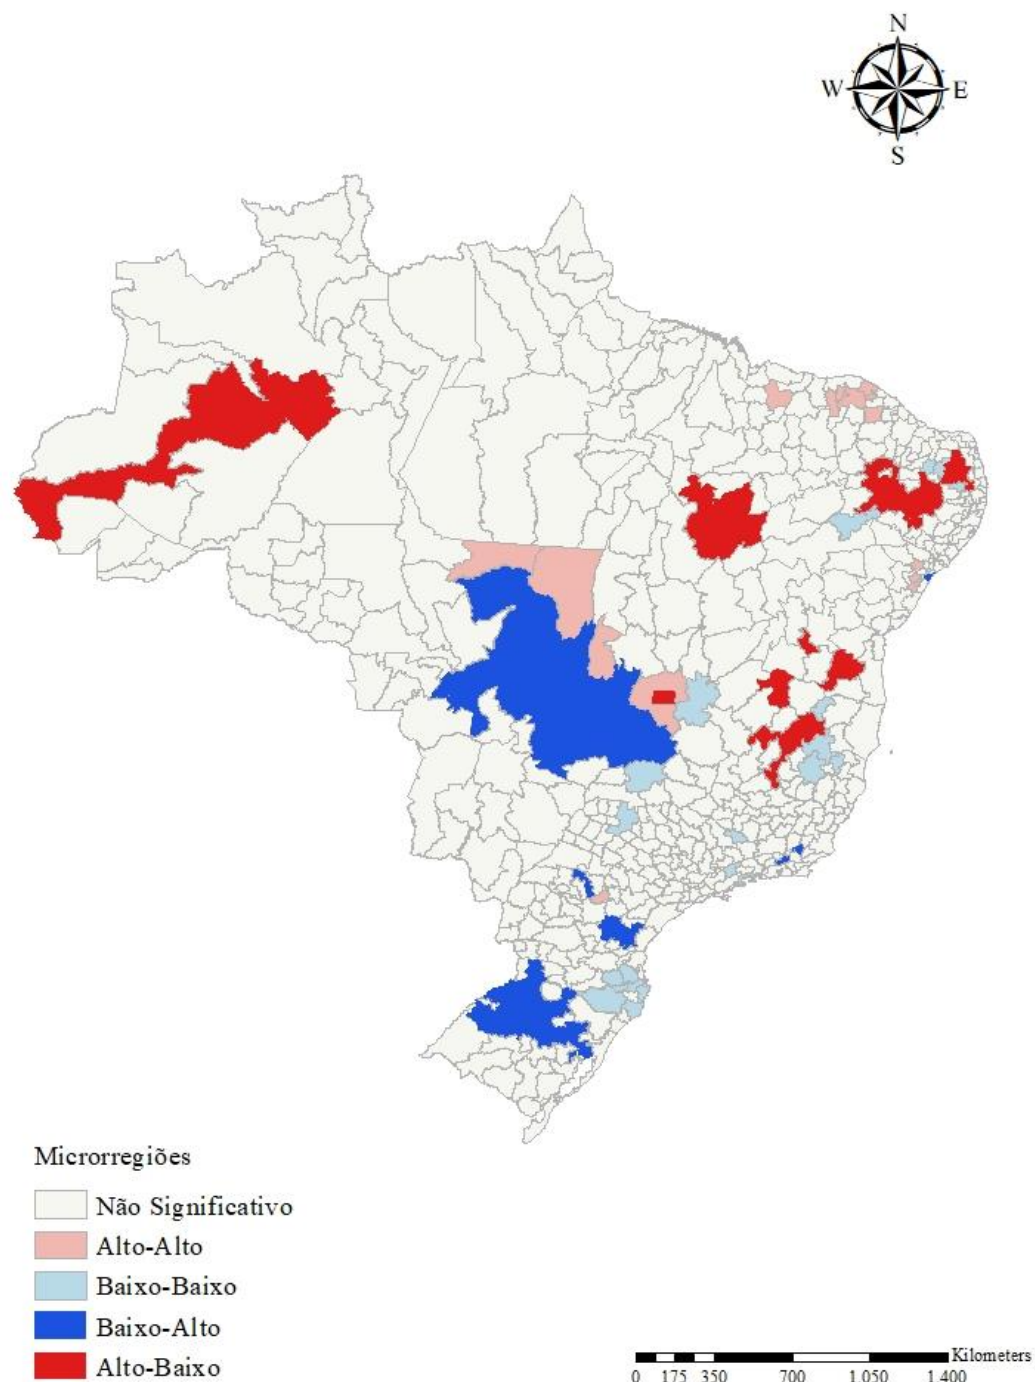 N
W E
S
Microrregiões
Não Significativo
Alto-Alto
Baixo-Baixo
Baixo-Alto
Alto-Baixo
Kilometers
0 175 350 700 1.050 1.400